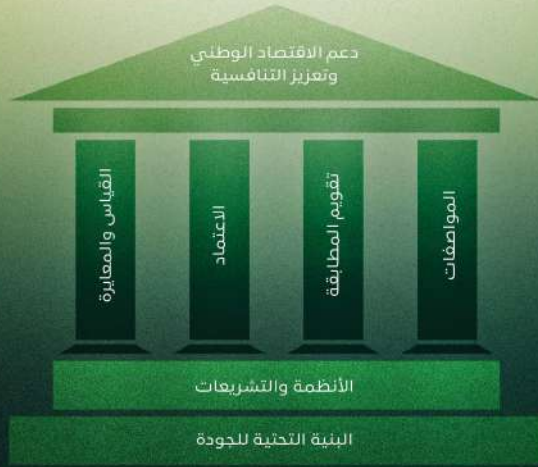 دعم الاقتصاد الوطني
وتعزيز التنافسية
المواصفات
تقويم المطابقة
الاعتماد
القياس والمعايرة
الأنظمة والتشريعات
البنية التحتية للجودة